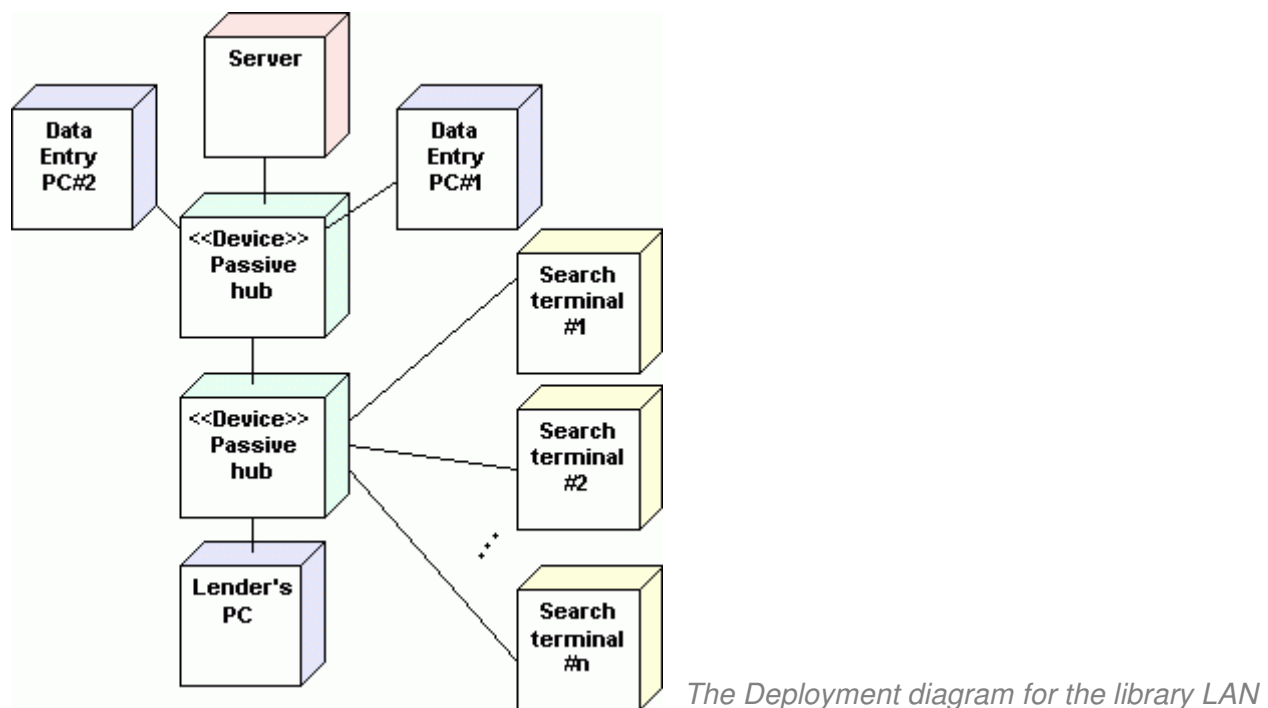 Server
Data
Entry
PC#2
Data
Entry
PC#1
<<Device>>
Passive
hub
Search
terminal
#1
<<Device>>
Passive
hub
Search
terminal
#2
Lender's
PC
Search
terminal
#n
The Deployment diagram for the library LAN